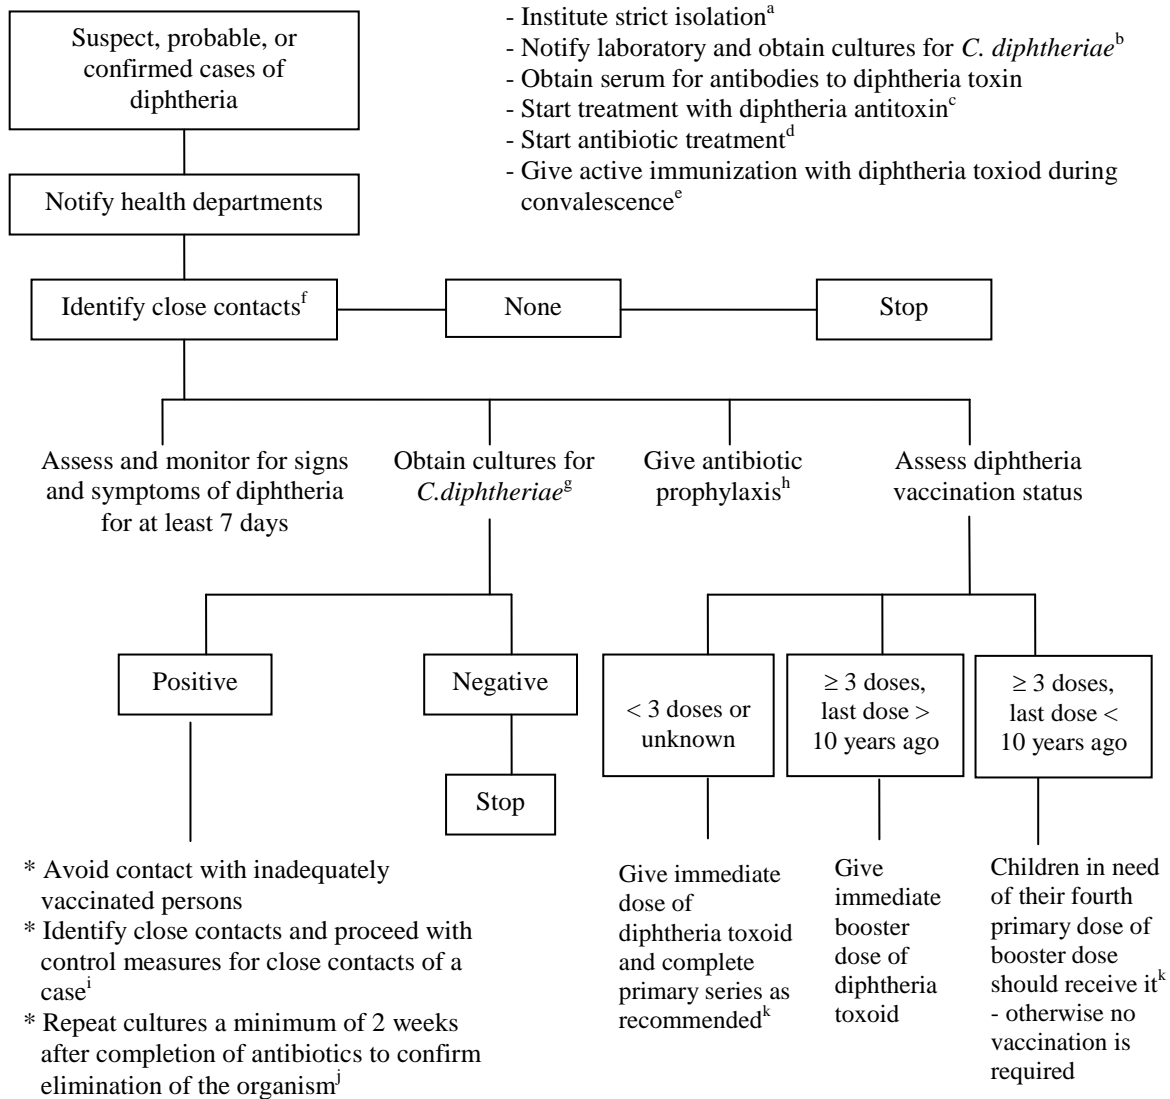 Suspect, probable, or
confirmed cases of
diphtheria
- Institute strict isolationᵃ
- Notify laboratory and obtain cultures for C. diphtheriaeᵇ
- Obtain serum for antibodies to diphtheria toxin
- Start treatment with diphtheria antitoxinᶜ
- Start antibiotic treatmentᵈ
- Give active immunization with diphtheria toxiod during
convalescenceᵉ
Notify health departments
Identify close contactsᶠ
None
Stop
Assess and monitor for signs
and symptoms of diphtheria
for at least 7 days
Obtain cultures for
C.diphtheriaeᵍ
Give antibiotic
prophylaxisʰ
Assess diphtheria
vaccination status
Positive
Negative
Stop
< 3 doses or
unknown
≥ 3 doses,
last dose >
10 years ago
≥ 3 doses,
last dose <
10 years ago
* Avoid contact with inadequately
vaccinated persons
* Identify close contacts and proceed with
control measures for close contacts of a
caseⁱ
* Repeat cultures a minimum of 2 weeks
after completion of antibiotics to confirm
elimination of the organismʲ
Give immediate
dose of
diphtheria toxoid
and complete
primary series as
recommendedᵏ
Give
immediate
booster
dose of
diphtheria
toxoid
Children in need
of their fourth
primary dose of
booster dose
should receive itᵏ
- otherwise no
vaccination is
required